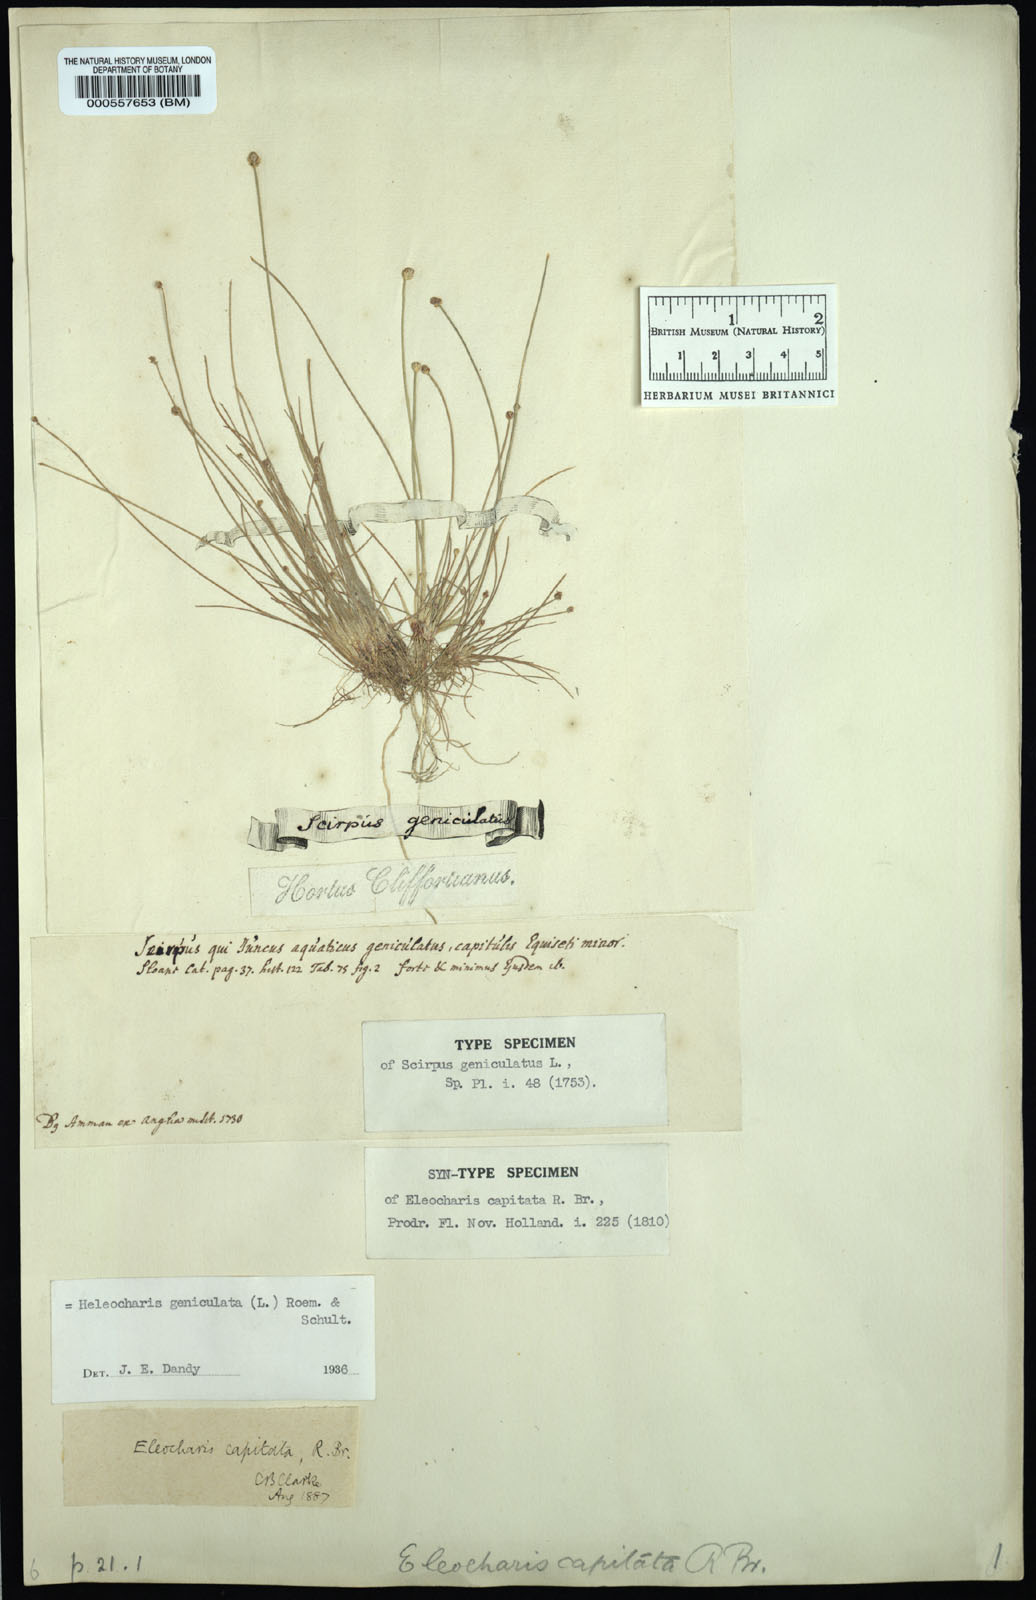 THE NATURAL HISTORY MUSEUM, LONDON
DEPARTMENT OF BOTANY
000557653 (BM)
1 2
BRITISH MUSEUM (NATURAL HISTORY)
1 2 3 4 5
HERBARIUM MUSEI BRITANNICI
Scirpus geniculatus
Hortus Cliffortianus.
Scirpus qui Juncus aquaticus geniculatus, capitulis Equiseti minor.
Sloane Cat. pag. 37. hist. 122 Tab. 75 fig. 2 forte & minimus Ejusdem ib.
TYPE SPECIMEN
of Scirpus geniculatus L.,
Sp. Pl. i. 48 (1753).
Dg Amman ex Anglia misit. 1730
SYN-TYPE SPECIMEN
of Eleocharis capitata R. Br.,
Prodr. Fl. Nov. Holland. i. 225 (1810)
= Heleocharis geniculata (L.) Roem. &
Schult.
DET. J. E. Dandy 1936
Eleocharis capitata, R. Br.
CBClarke
Aug 1887
6 p. 21. 1
Eleocharis capitata R Br.
1